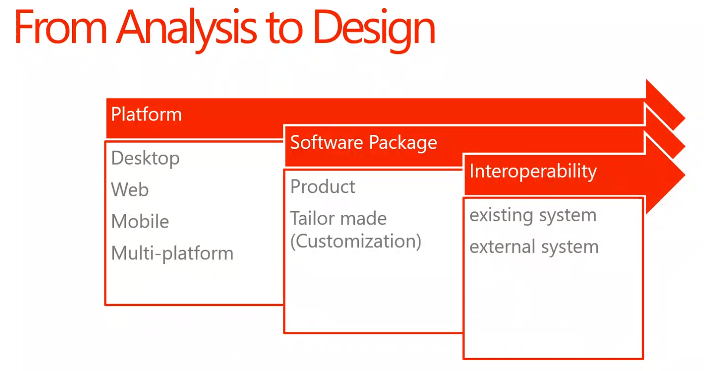 From Analysis to Design
Platform
Desktop
Web
Mobile
Multi-platform
Software Package
Product
Tailor made
(Customization)
Interoperability
existing system
external system